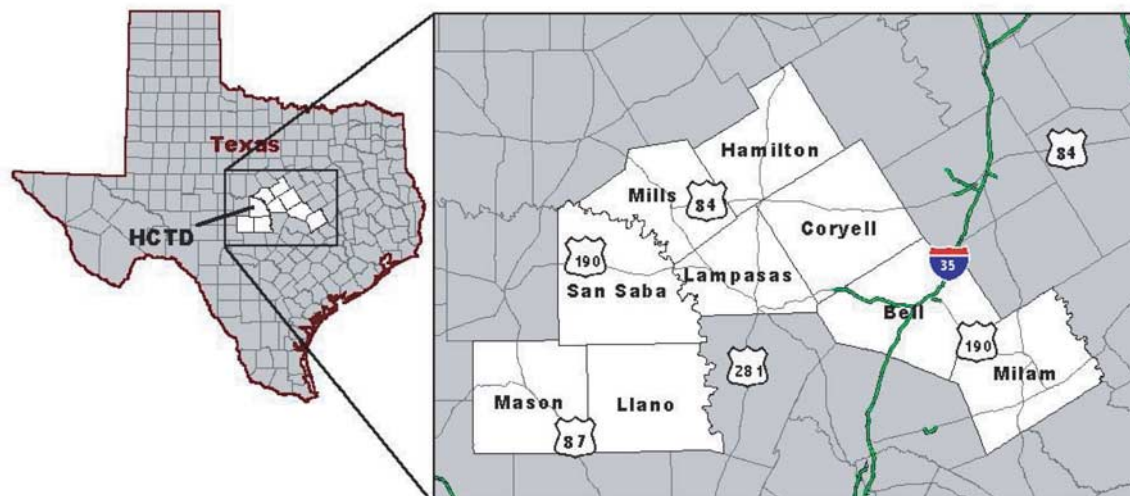 Texas
HCTD
Hamilton
84
Mills
84
Coryell
190
35
San Saba
Lampasas
Bell
190
281
Milam
Mason
Llano
87